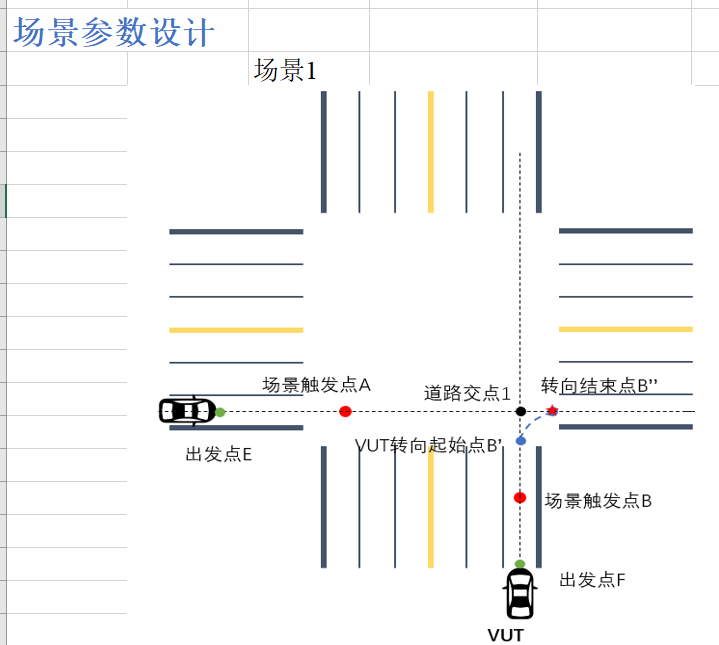 场景参数设计
场景1
场景触发点A
道路交点1
转向结束点B’’
出发点E
VUT转向起始点B’
场景触发点B
出发点F
VUT